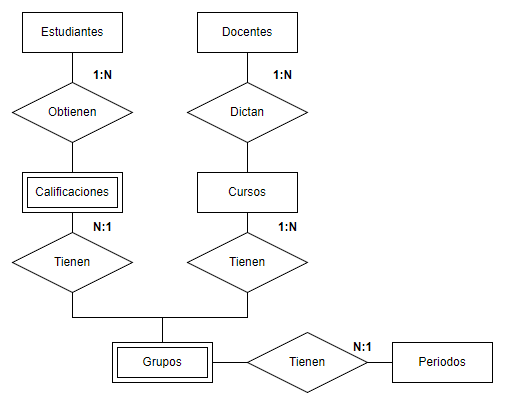 Estudiantes
Docentes
1:N
1:N
Obtienen
Dictan
Calificaciones
Cursos
N:1
1:N
Tienen
Tienen
N:1
Grupos
Tienen
Periodos